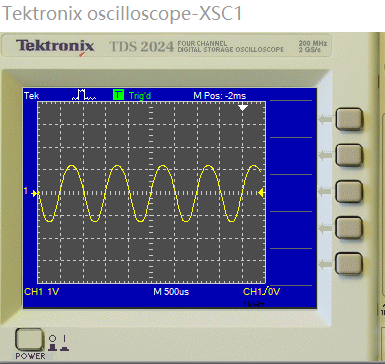 Tektronix oscilloscope-XSC1
Tektronix TDS 2024 FOUR CHANNEL DIGITAL STORAGE OSCILLOSCOPE 200 MHz 2 GS/s
Tek T Trig'd M Pos: -2ms
1
CH1 1V M 500us CH1 /0V
POWER